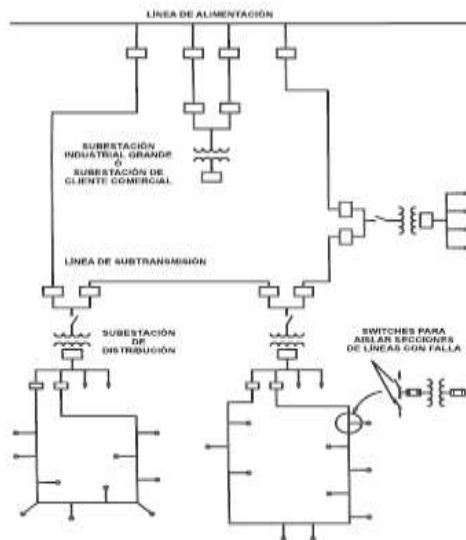 LÍNEA DE ALIMENTACIÓN
SUBESTACIÓN
INDUSTRIAL GRANDE
Ó
SUBESTACIÓN DE
CLIENTE COMERCIAL
LÍNEA DE SUBTRANSMISIÓN
SUBESTACIÓN
DE
DISTRIBUCIÓN
SWITCHES PARA
AISLAR SECCIONES
DE LÍNEAS CON FALLA